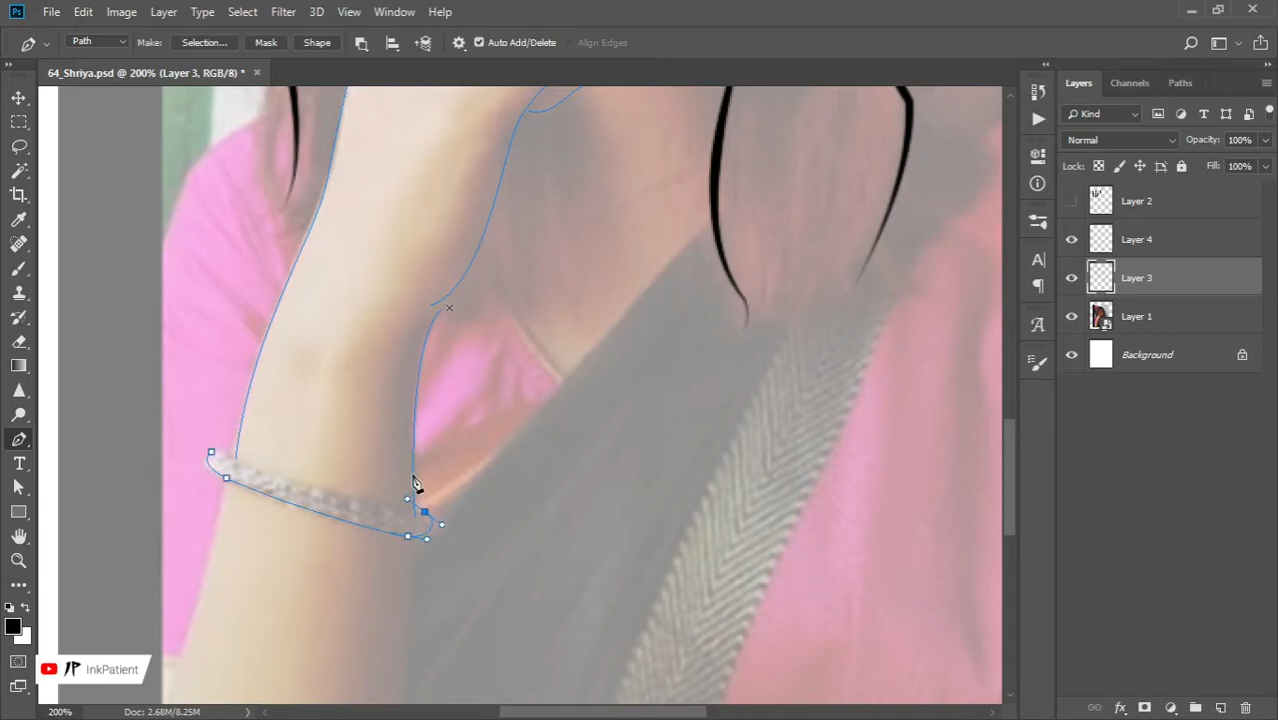 Ps File Edit Image Layer Type Select Filter 3D View Window Help
Path Make: Selection... Mask Shape Auto Add/Delete Align Edges
64_Shriya.psd @ 200% (Layer 3, RGB/8) *
Layers Channels Paths
Kind
Normal Opacity: 100%
Lock: Fill: 100%
Layer 2
Layer 4
Layer 3
Layer 1
Background
InkPatient
200% Doc: 2.68M/8.25M